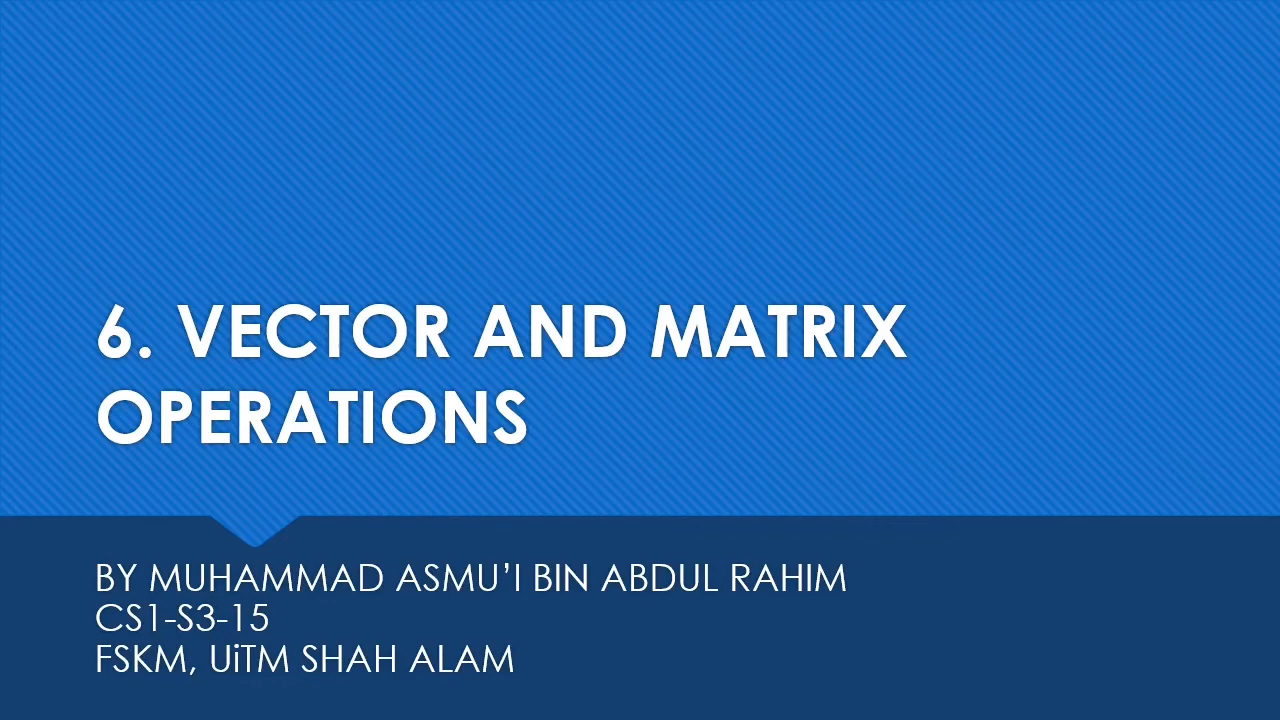 6. VECTOR AND MATRIX
OPERATIONS
BY MUHAMMAD ASMU’I BIN ABDUL RAHIM
CS1-S3-15
FSKM, UiTM SHAH ALAM